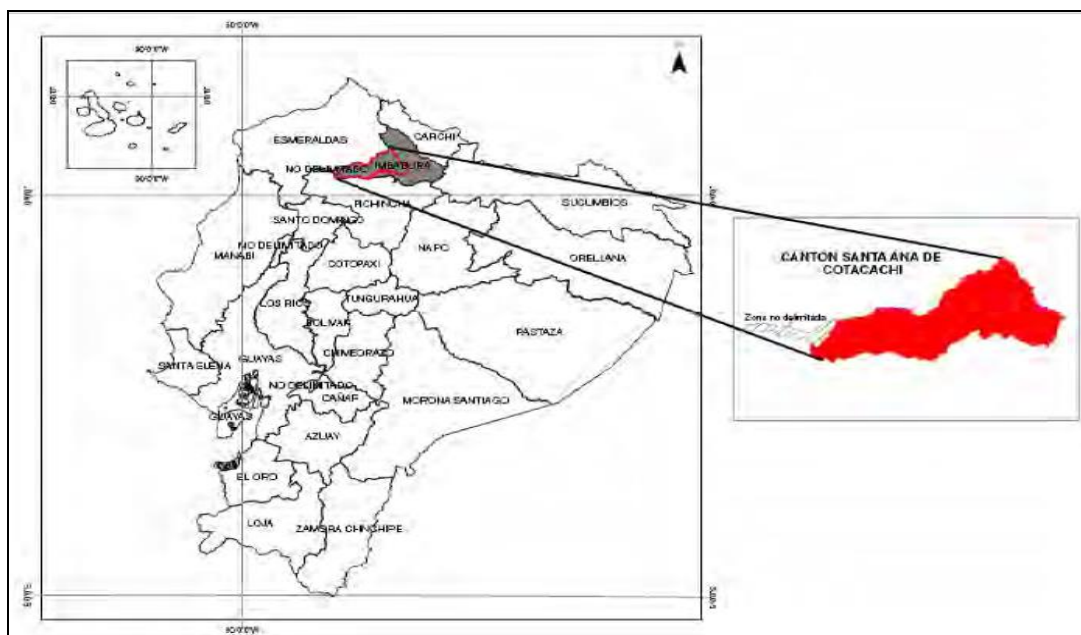 ESMERALDAS
CARCHI
NO DELIMITADO
IMBABURA
PICHINCHA
SUCUMBIOS
SANTO DOMINGO
NO DELIMITADO
MANABI
NAPO
ORELLANA
COTOPAXI
LOS RIOS
TUNGURAHUA
BOLIVAR
PASTAZA
CHIMBORAZO
SANTA ELENA
GUAYAS
NO DELIMITADO
CAÑAR
MORONA SANTIAGO
GUAYAS
AZUAY
EL ORO
LOJA
ZAMORA CHINCHIPE
CANTON SANTA ANA DE
COTACACHI
Zona no delimitada